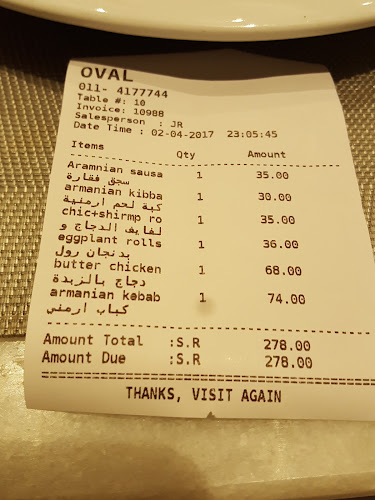 OVAL
011- 4177744
Table #: 10
Invoice: 10988
Salesperson : JR
Date Time : 02-04-2017 23:05:45
Items Qty Amount
Aramnian sausa 1 35.00
سجق فقارة
armanian kibba 1 30.00
كبة لحم ارمنية
chic+shirmp ro 1 35.00
لفايف الدجاج و
eggplant rolls 1 36.00
بدنجان رول
butter chicken 1 68.00
دجاج بالزبدة
armanian kebab 1 74.00
كباب ارمني
Amount Total :S.R 278.00
Amount Due :S.R 278.00
THANKS, VISIT AGAIN